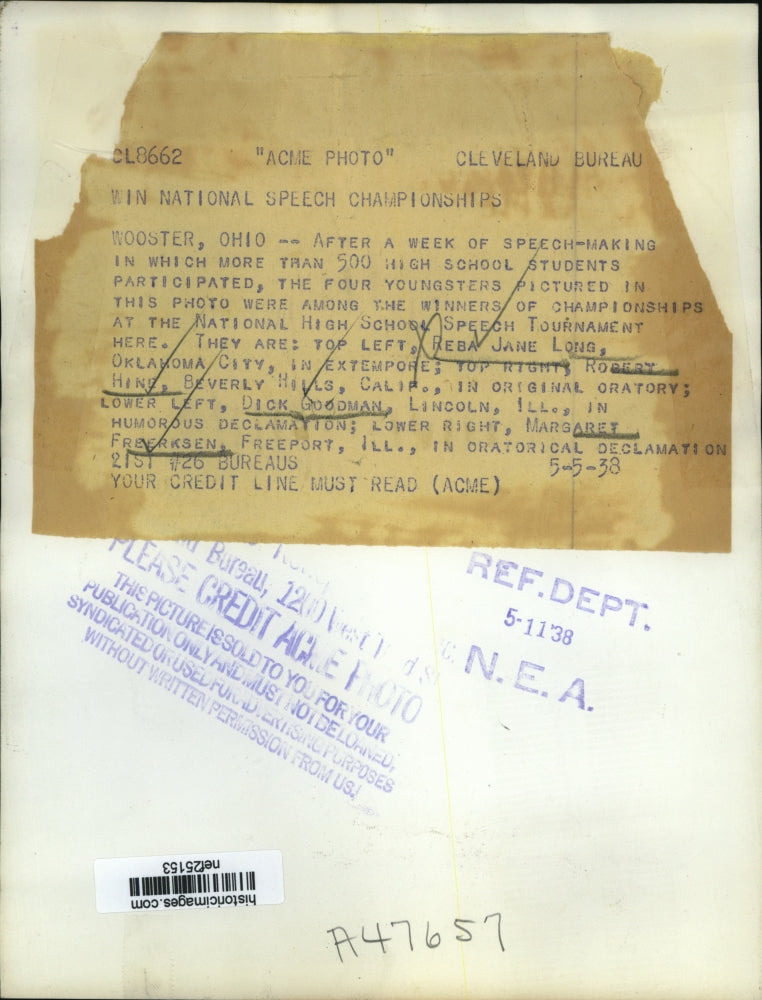 CL8662 "ACME PHOTO" CLEVELAND BUREAU
WIN NATIONAL SPEECH CHAMPIONSHIPS
WOOSTER, OHIO -- AFTER A WEEK OF SPEECH-MAKING
IN WHICH MORE THAN 500 HIGH SCHOOL STUDENTS
PARTICIPATED, THE FOUR YOUNGSTERS PICTURED IN
THIS PHOTO WERE AMONG THE WINNERS OF CHAMPIONSHIPS
AT THE NATIONAL HIGH SCHOOL SPEECH TOURNAMENT
HERE. THEY ARE: TOP LEFT, REBA JANE LONG,
OKLAHOMA CITY, IN EXTEMPORE; TOP RIGHT, ROBERT
HINE, BEVERLY HILLS, CALIF., IN ORIGINAL ORATORY;
LOWER LEFT, DICK GOODMAN, LINCOLN, ILL., IN
HUMOROUS DECLAMATION; LOWER RIGHT, MARGARET
FREERKSEN, FREEPORT, ILL., IN ORATORICAL DECLAMATION
21ST #26 BUREAUS 5-5-38
YOUR CREDIT LINE MUST READ (ACME)
Bureau, 1200 West
PLEASE CREDIT ACME PHOTO
THIS PICTURE IS SOLD TO YOU FOR YOUR
PUBLICATION ONLY AND MUST NOT BE LOANED,
SYNDICATED OR USED FOR ADVERTISING PURPOSES
WITHOUT WRITTEN PERMISSION FROM US.
REF. DEPT.
5-11 38
N. E. A.
historicimages.com
nef25153
A47657